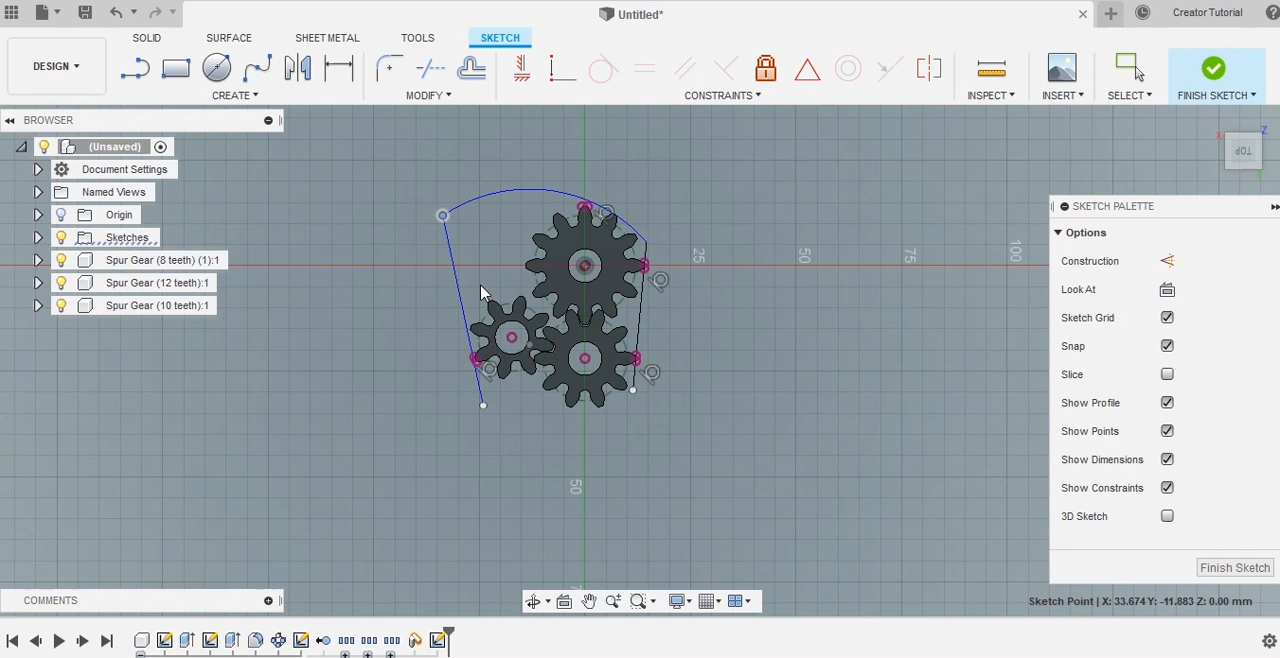 Untitled*
Creator Tutorial
SOLID
SURFACE
SHEET METAL
TOOLS
SKETCH
DESIGN
CREATE
MODIFY
CONSTRAINTS
INSPECT
INSERT
SELECT
FINISH SKETCH
BROWSER
(Unsaved)
Document Settings
Named Views
Origin
Sketches
Spur Gear (8 teeth) (1):1
Spur Gear (12 teeth):1
Spur Gear (10 teeth):1
25
50
75
100
50
Z
X
TOP
SKETCH PALETTE
Options
Construction
Look At
Sketch Grid
Snap
Slice
Show Profile
Show Points
Show Dimensions
Show Constraints
3D Sketch
Finish Sketch
COMMENTS
Sketch Point | X: 33.674 Y: -11.883 Z: 0.00 mm